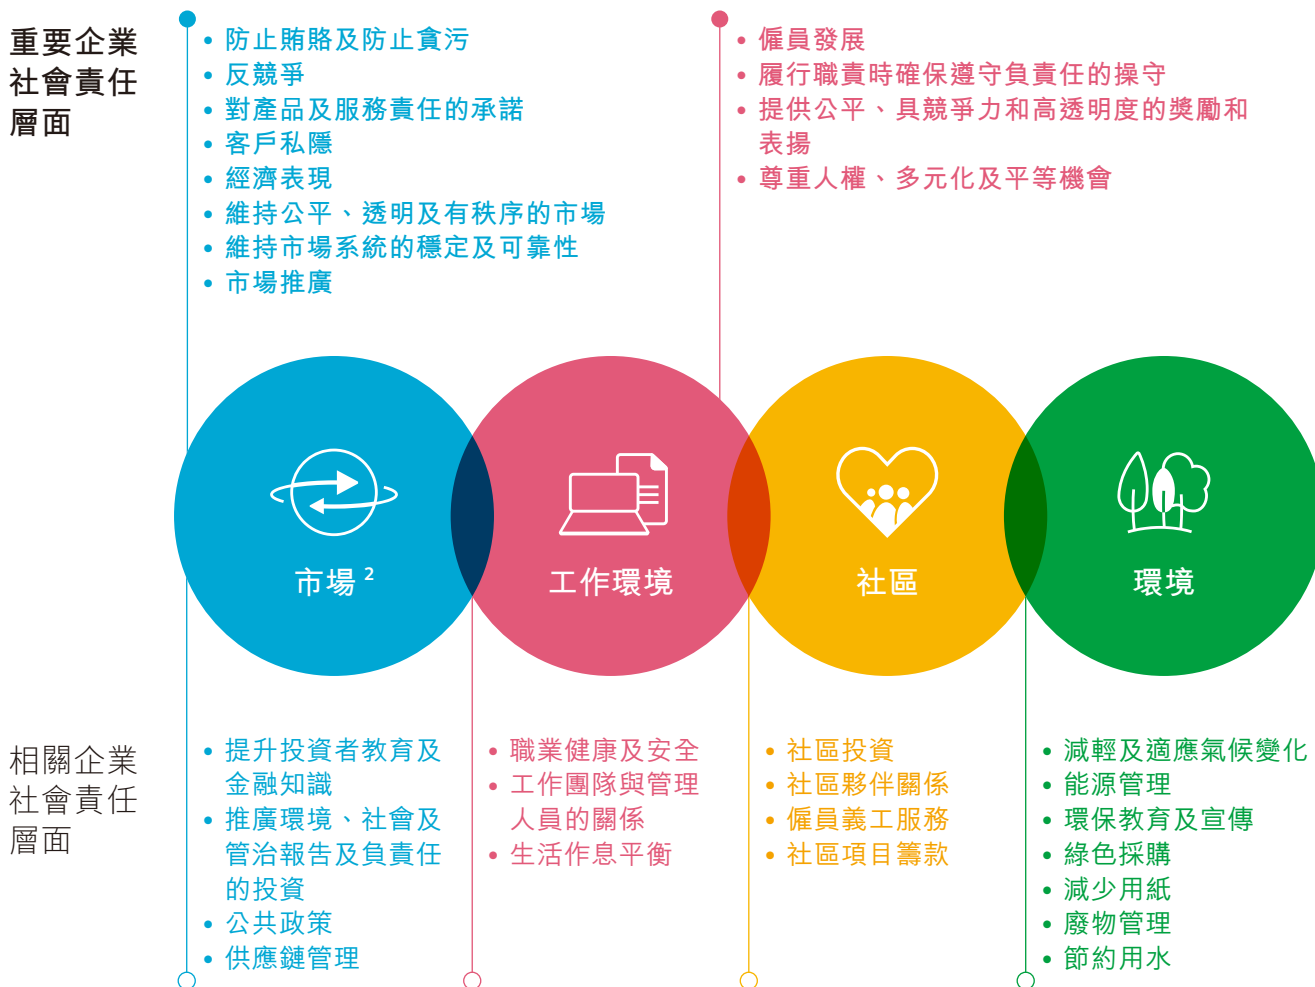 重要企業
社會責任
層面
• 防止賄賂及防止貪污
• 反競爭
• 對產品及服務責任的承諾
• 客戶私隱
• 經濟表現
• 維持公平、透明及有秩序的市場
• 維持市場系統的穩定及可靠性
• 市場推廣
• 僱員發展
• 履行職責時確保遵守負責任的操守
• 提供公平、具競爭力和高透明度的獎勵和
表揚
• 尊重人權、多元化及平等機會
市場 2
工作環境
社區
環境
相關企業
社會責任
層面
• 提升投資者教育及
金融知識
• 推廣環境、社會及
管治報告及負責任
的投資
• 公共政策
• 供應鏈管理
• 職業健康及安全
• 工作團隊與管理
人員的關係
• 生活作息平衡
• 社區投資
• 社區夥伴關係
• 僱員義工服務
• 社區項目籌款
• 減輕及適應氣候變化
• 能源管理
• 環保教育及宣傳
• 綠色採購
• 減少用紙
• 廢物管理
• 節約用水